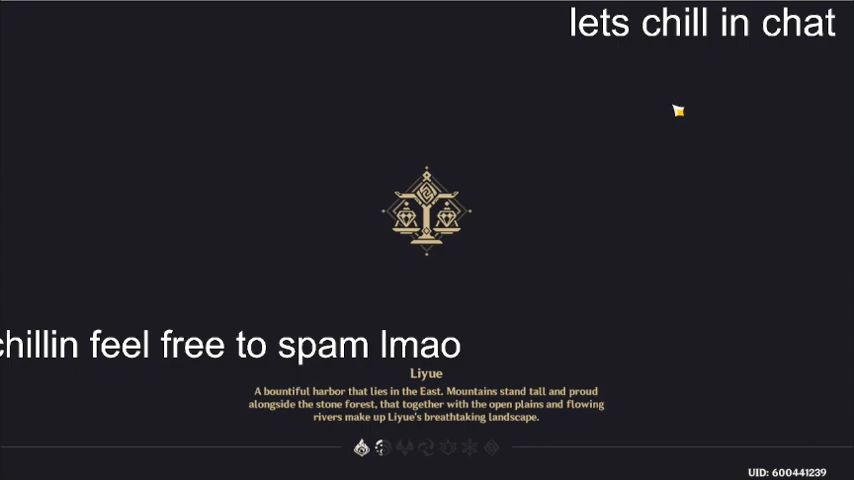 lets chill in chat
chillin feel free to spam lmao
Liyue
A bountiful harbor that lies in the East. Mountains stand tall and proud
alongside the stone forest, that together with the open plains and flowing
rivers make up Liyue's breathtaking landscape.
UID: 600441239